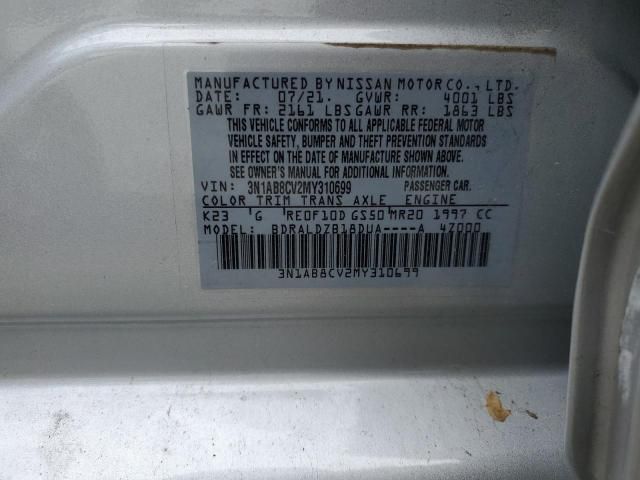 MANUFACTURED BY NISSAN MOTOR CO., LTD.
DATE: 07/21. GVWR: 4001 LBS
GAWR FR: 2161 LBS GAWR RR: 1863 LBS
THIS VEHICLE CONFORMS TO ALL APPLICABLE FEDERAL MOTOR
VEHICLE SAFETY, BUMPER AND THEFT PREVENTION STANDARDS
IN EFFECT ON THE DATE OF MANUFACTURE SHOWN ABOVE.
SEE OWNER'S MANUAL FOR ADDITIONAL INFORMATION.
VIN: 3N1AB8CV2MY310699 PASSENGER CAR.
COLOR TRIM TRANS AXLE ENGINE
K23 G RE0F10D GS50 MR20 1997 CC
MODEL: BDRALDZB18DUA----A 4Z000
3N1AB8CV2MY310699